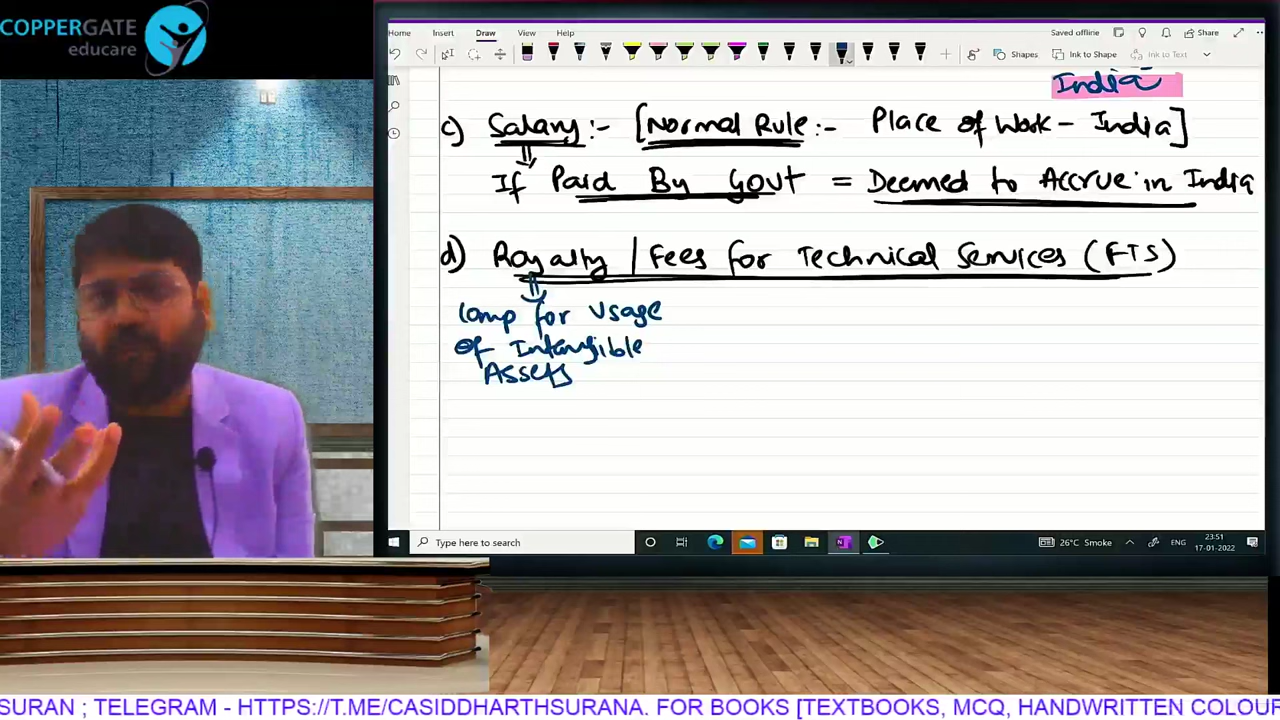 COPPERGATE
educare
Home Insert Draw View Help
Saved offline
Share
Shapes
Ink to Shape
Ink to Text
India
c) Salary :- [Normal Rule :- Place of Work - India]
If Paid By Govt = Deemed to Accrue in India
d) Royalty | Fees for Technical Services (FTS)
Comp for Usage
of Intangible
Assets
Type here to search
26°C Smoke
ENG
23:51
17-01-2022
SURAN ; TELEGRAM - HTTPS://T.ME/CASIDDHARTHSURANA. FOR BOOKS [TEXTBOOKS, MCQ, HANDWRITTEN COLOUR